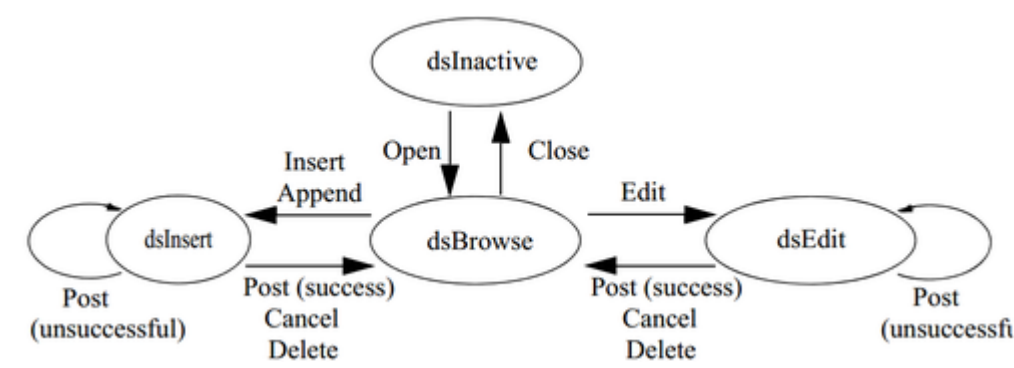 dsInactive
Open
Close
Insert
Append
Edit
dsInsert
dsBrowse
dsEdit
Post
(unsuccessful)
Post (success)
Cancel
Delete
Post (success)
Cancel
Delete
Post
(unsuccessfu